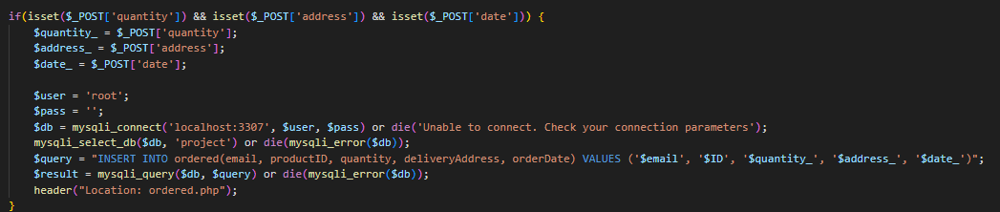 if(isset($_POST['quantity']) && isset($_POST['address']) && isset($_POST['date'])) {
    $quantity_ = $_POST['quantity'];
    $address_ = $_POST['address'];
    $date_ = $_POST['date'];

    $user = 'root';
    $pass = '';
    $db = mysqli_connect('localhost:3307', $user, $pass) or die('Unable to connect. Check your connection parameters');
    mysqli_select_db($db, 'project') or die(mysqli_error($db));
    $query = "INSERT INTO ordered(email, productID, quantity, deliveryAddress, orderDate) VALUES ('$email', '$ID', '$quantity_', '$address_', '$date_')";
    $result = mysqli_query($db, $query) or die(mysqli_error($db));
    header("Location: ordered.php");
}